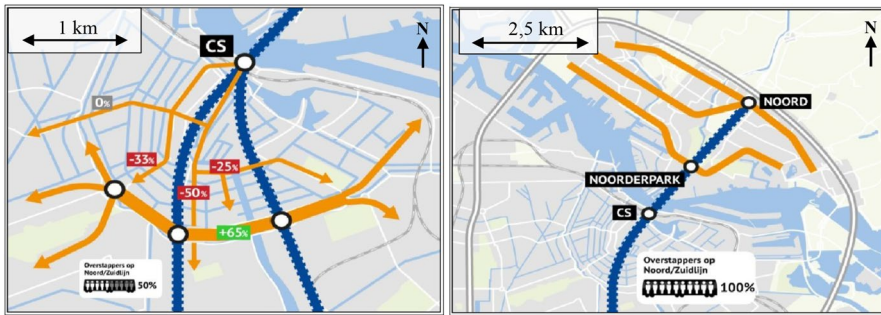 1 km
N
CS
0%
-33%
-25%
-50%
+65%
Overstappers op
Noord/Zuidlijn
50%
2,5 km
N
NOORD
NOORDERPARK
CS
Overstappers op
Noord/Zuidlijn
100%